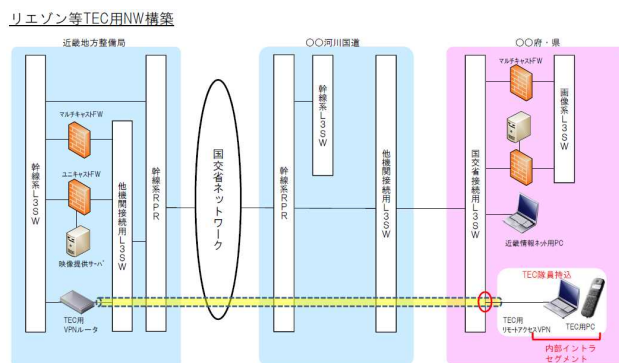 リエゾン等TEC用NW構築
近畿地方整備局
〇〇河川国道
〇〇府・県
幹線系L3SW
マルチキャストFW
ユニキャストFW
映像提供サーバ
TEC用
VPNルータ
他機関接続用L3SW
幹線系RPR
国交省ネットワーク
幹線系RPR
幹線系L3SW
他機関接続用L3SW
国交省接続用L3SW
マルチキャストFW
画像系L3SW
近畿情報ネット用PC
TEC隊員持込
TEC用
リモートアクセスVPN
TEC用PC
内部イントラ
セグメント